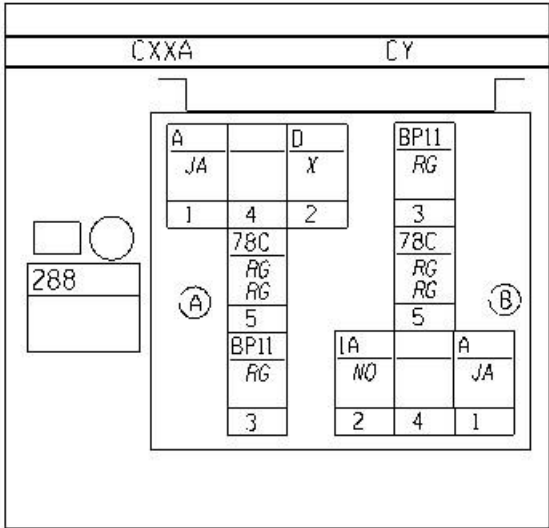 CXXA CY
A D BP11
JA X RG
1 4 2 3
78C 78C
RG RG
RG RG
288
A B
5 5
BP11 1A A
RG NO JA
3 2 4 1